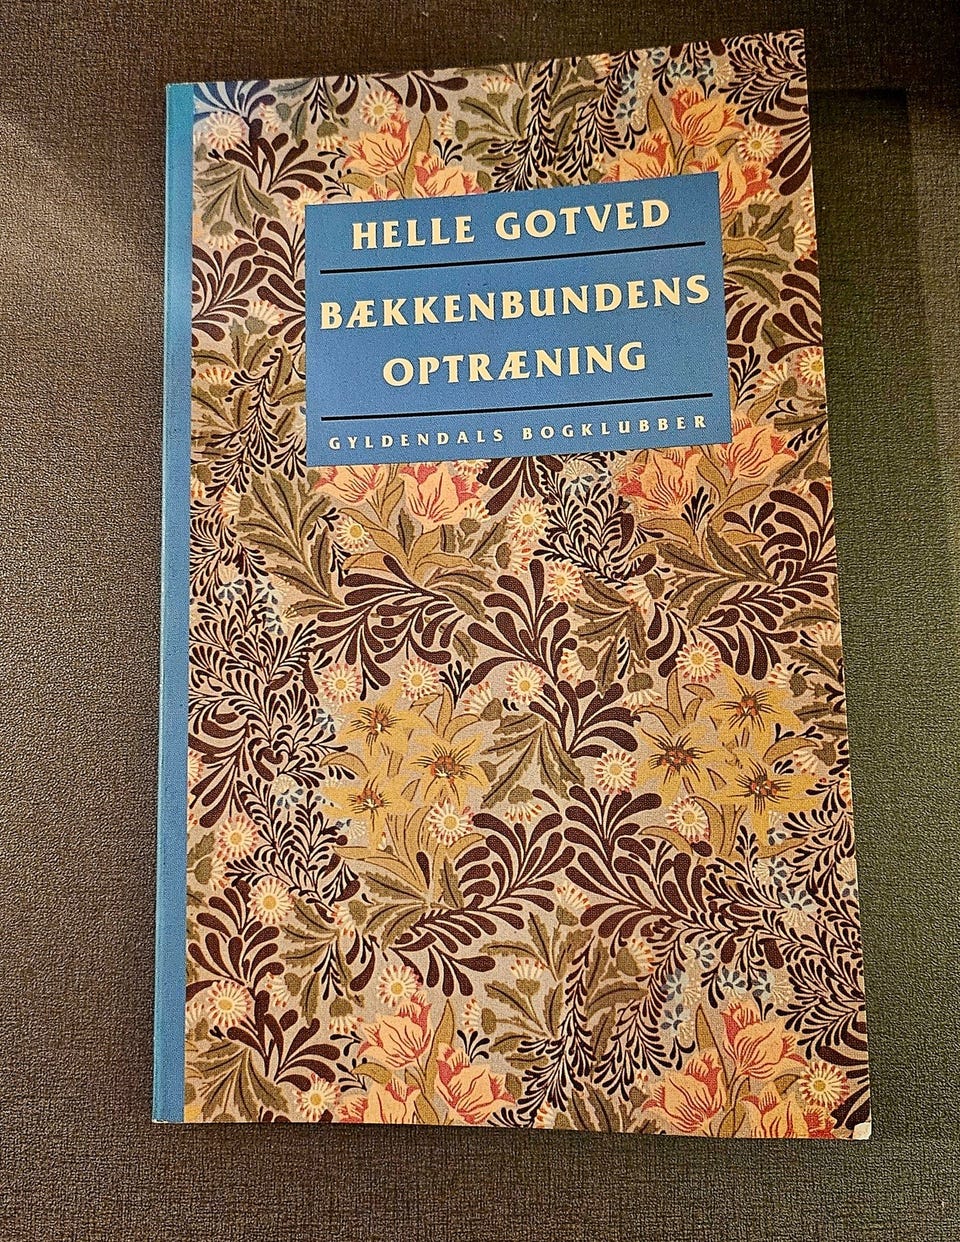 HELLE GOTVED
BÆKKENBUNDENS
OPTRÆNING
GYLDENDALS BOGKLUBBER